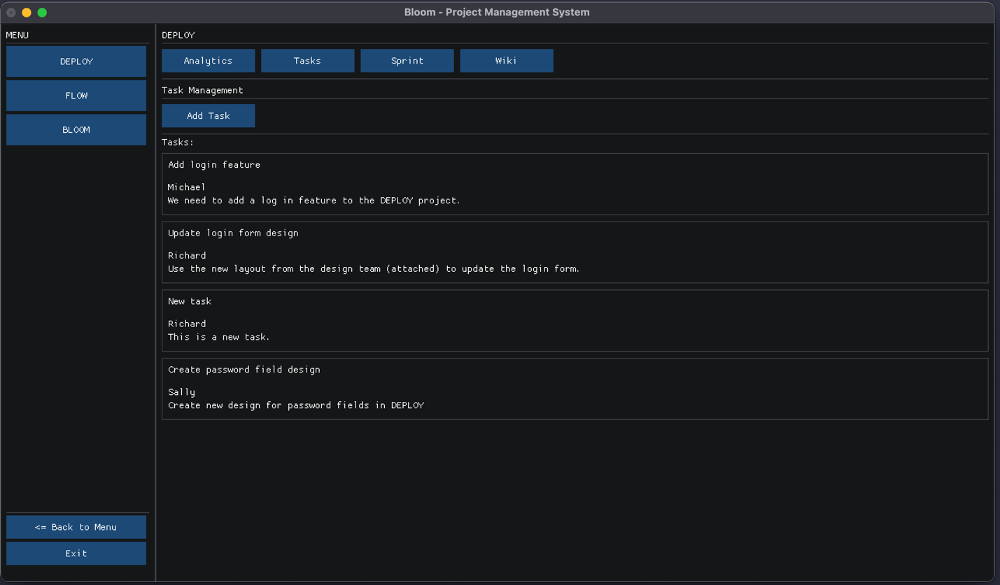 Bloom - Project Management System
MENU
DEPLOY
FLOW
BLOOM
<= Back to Menu
Exit
DEPLOY
Analytics
Tasks
Sprint
Wiki
Task Management
Add Task
Tasks:
Add login feature
Michael
We need to add a log in feature to the DEPLOY project.
Update login form design
Richard
Use the new layout from the design team (attached) to update the login form.
New task
Richard
This is a new task.
Create password field design
Sally
Create new design for password fields in DEPLOY